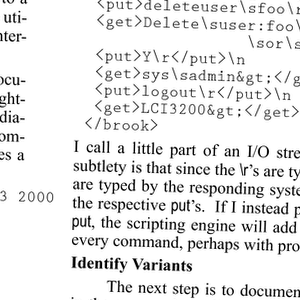 to a
uti-
nter-
ocu-
ght-
dia-
om-
es a
3 2000
<put>deleteuser\sfoo\r
<get>Delete\suser:foo\
\sor\s
<put>Y\r</put>\n
<get>sys\sadmin&gt;</g
<put>logout\r</put>\n
<get>LCI3200&gt;</get>
</brook>
I call a little part of an I/O stre
subtlety is that since the \r's are ty
are typed by the responding syste
the respective put's. If I instead p
put, the scripting engine will add
every command, perhaps with pro
Identify Variants
The next step is to documen